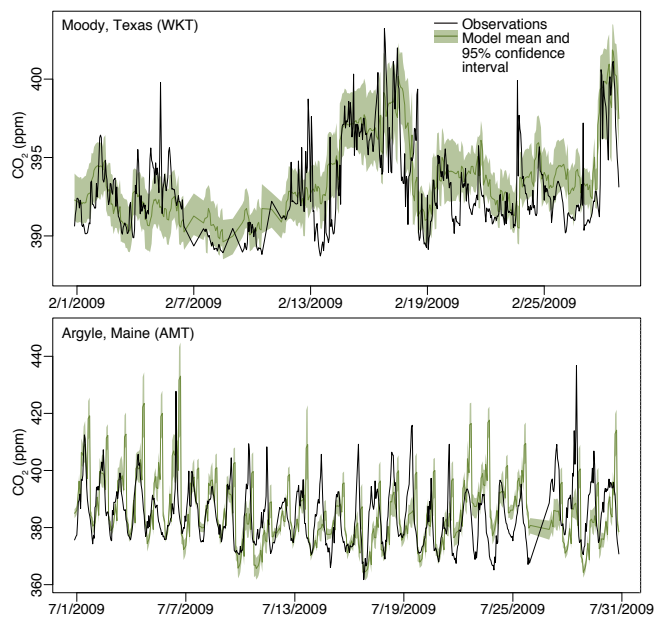 Moody, Texas (WKT)
Observations
Model mean and
95% confidence
interval
CO2 (ppm)
400
395
390
2/1/2009 2/7/2009 2/13/2009 2/19/2009 2/25/2009
Argyle, Maine (AMT)
CO2 (ppm)
440
420
400
380
360
7/1/2009 7/7/2009 7/13/2009 7/19/2009 7/25/2009 7/31/2009